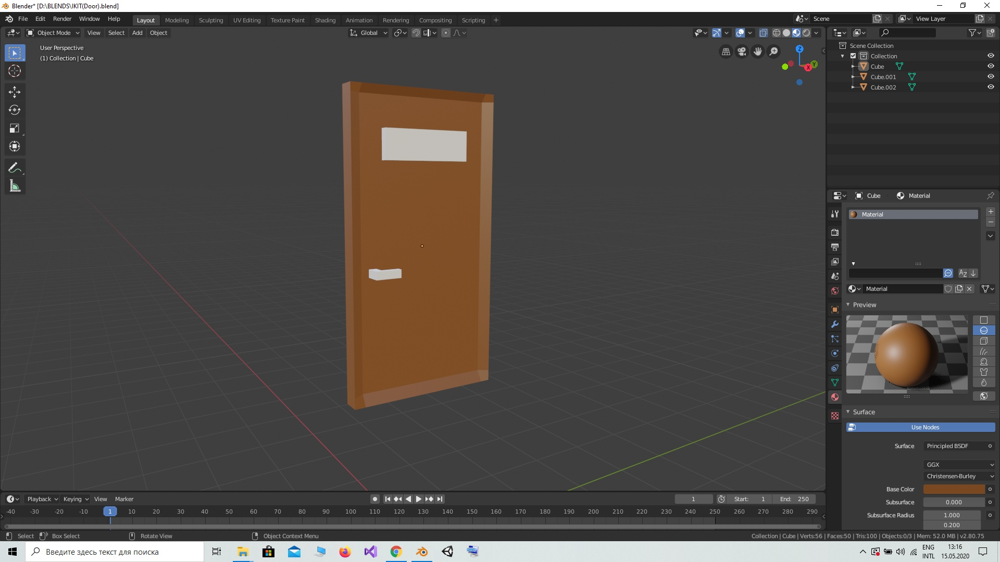 Blender* [D:\BLENDS\IKIT(Door).blend]
File Edit Render Window Help
Layout Modeling Sculpting UV Editing Texture Paint Shading Animation Rendering Compositing Scripting +
Scene
View Layer
Object Mode View Select Add Object
Global
User Perspective
(1) Collection | Cube
Z
X
Y
Scene Collection
Collection
Cube
Cube.001
Cube.002
Cube Material
Material
Material
Preview
Surface
Use Nodes
Surface Principled BSDF
GGX
Christensen-Burley
Base Color
Subsurface 0.000
Subsurface Radius 1.000
0.200
Playback Keying View Marker
1
Start: 1 End: 250
-40 -30 -20 -10 1 10 20 30 40 50 60 70 80 90 100 110 120 130 140 150 160 170 180 190 200 210 220 230 240 250 260 270 280 290
Select Box Select Rotate View Object Context Menu
Collection | Cube | Verts:56 | Faces:50 | Tris:100 | Objects:0/3 | Mem: 52.0 MB | v2.80.75
Введите здесь текст для поиска
ENG
INTL
13:16
15.05.2020